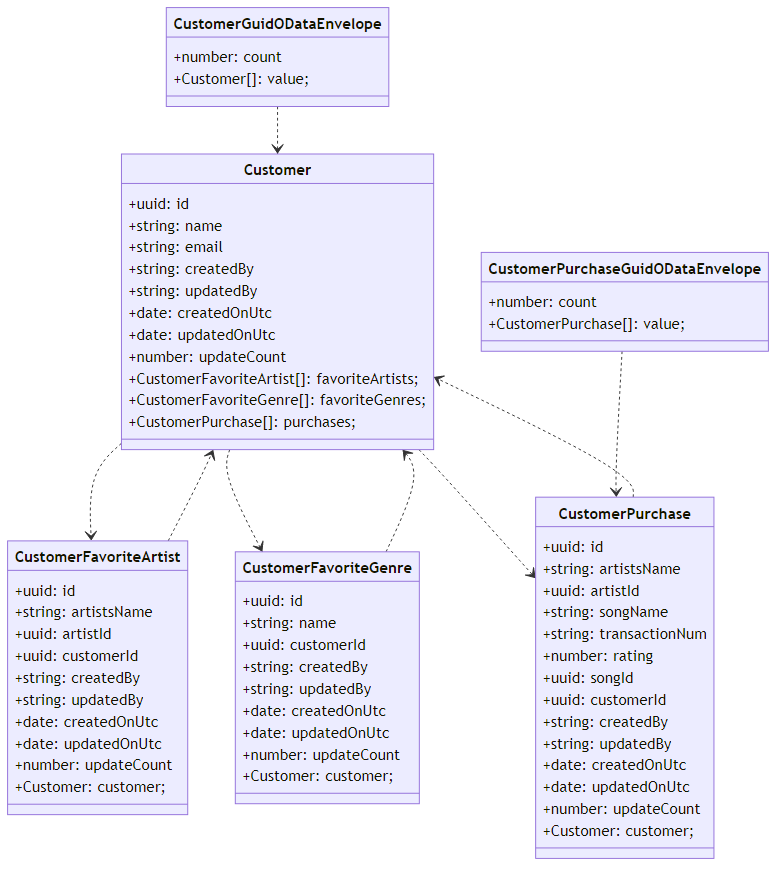 CustomerGuidODataEnvelope
+number: count
+Customer[]: value;
Customer
+uuid: id
+string: name
+string: email
+string: createdBy
+string: updatedBy
+date: createdOnUtc
+date: updatedOnUtc
+number: updateCount
+CustomerFavoriteArtist[]: favoriteArtists;
+CustomerFavoriteGenre[]: favoriteGenres;
+CustomerPurchase[]: purchases;
CustomerPurchaseGuidODataEnvelope
+number: count
+CustomerPurchase[]: value;
CustomerFavoriteArtist
+uuid: id
+string: artistsName
+uuid: artistId
+uuid: customerId
+string: createdBy
+string: updatedBy
+date: createdOnUtc
+date: updatedOnUtc
+number: updateCount
+Customer: customer;
CustomerFavoriteGenre
+uuid: id
+string: name
+uuid: customerId
+string: createdBy
+string: updatedBy
+date: createdOnUtc
+date: updatedOnUtc
+number: updateCount
+Customer: customer;
CustomerPurchase
+uuid: id
+string: artistsName
+uuid: artistId
+string: songName
+string: transactionNum
+number: rating
+uuid: songId
+uuid: customerId
+string: createdBy
+string: updatedBy
+date: createdOnUtc
+date: updatedOnUtc
+number: updateCount
+Customer: customer;